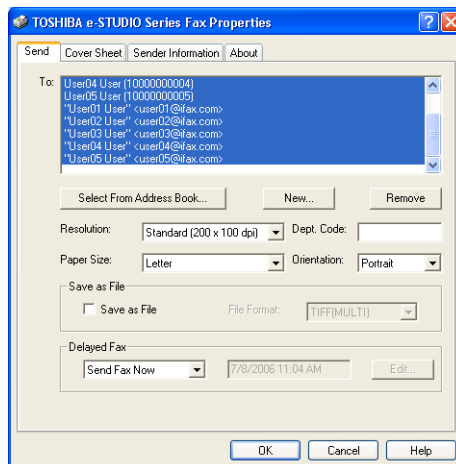 TOSHIBA e-STUDIO Series Fax Properties
Send Cover Sheet Sender Information About
To: User04 User (10000000004)
User05 User (10000000005)
"User01 User" <user01@ifax.com>
"User02 User" <user02@ifax.com>
"User03 User" <user03@ifax.com>
"User04 User" <user04@ifax.com>
"User05 User" <user05@ifax.com>
Select From Address Book... New... Remove
Resolution: Standard (200 x 100 dpi) Dept. Code:
Paper Size: Letter Orientation: Portrait
Save as File
Save as File File Format: TIFF(MULTI)
Delayed Fax
Send Fax Now 7/8/2006 11:04 AM Edit...
OK Cancel Help